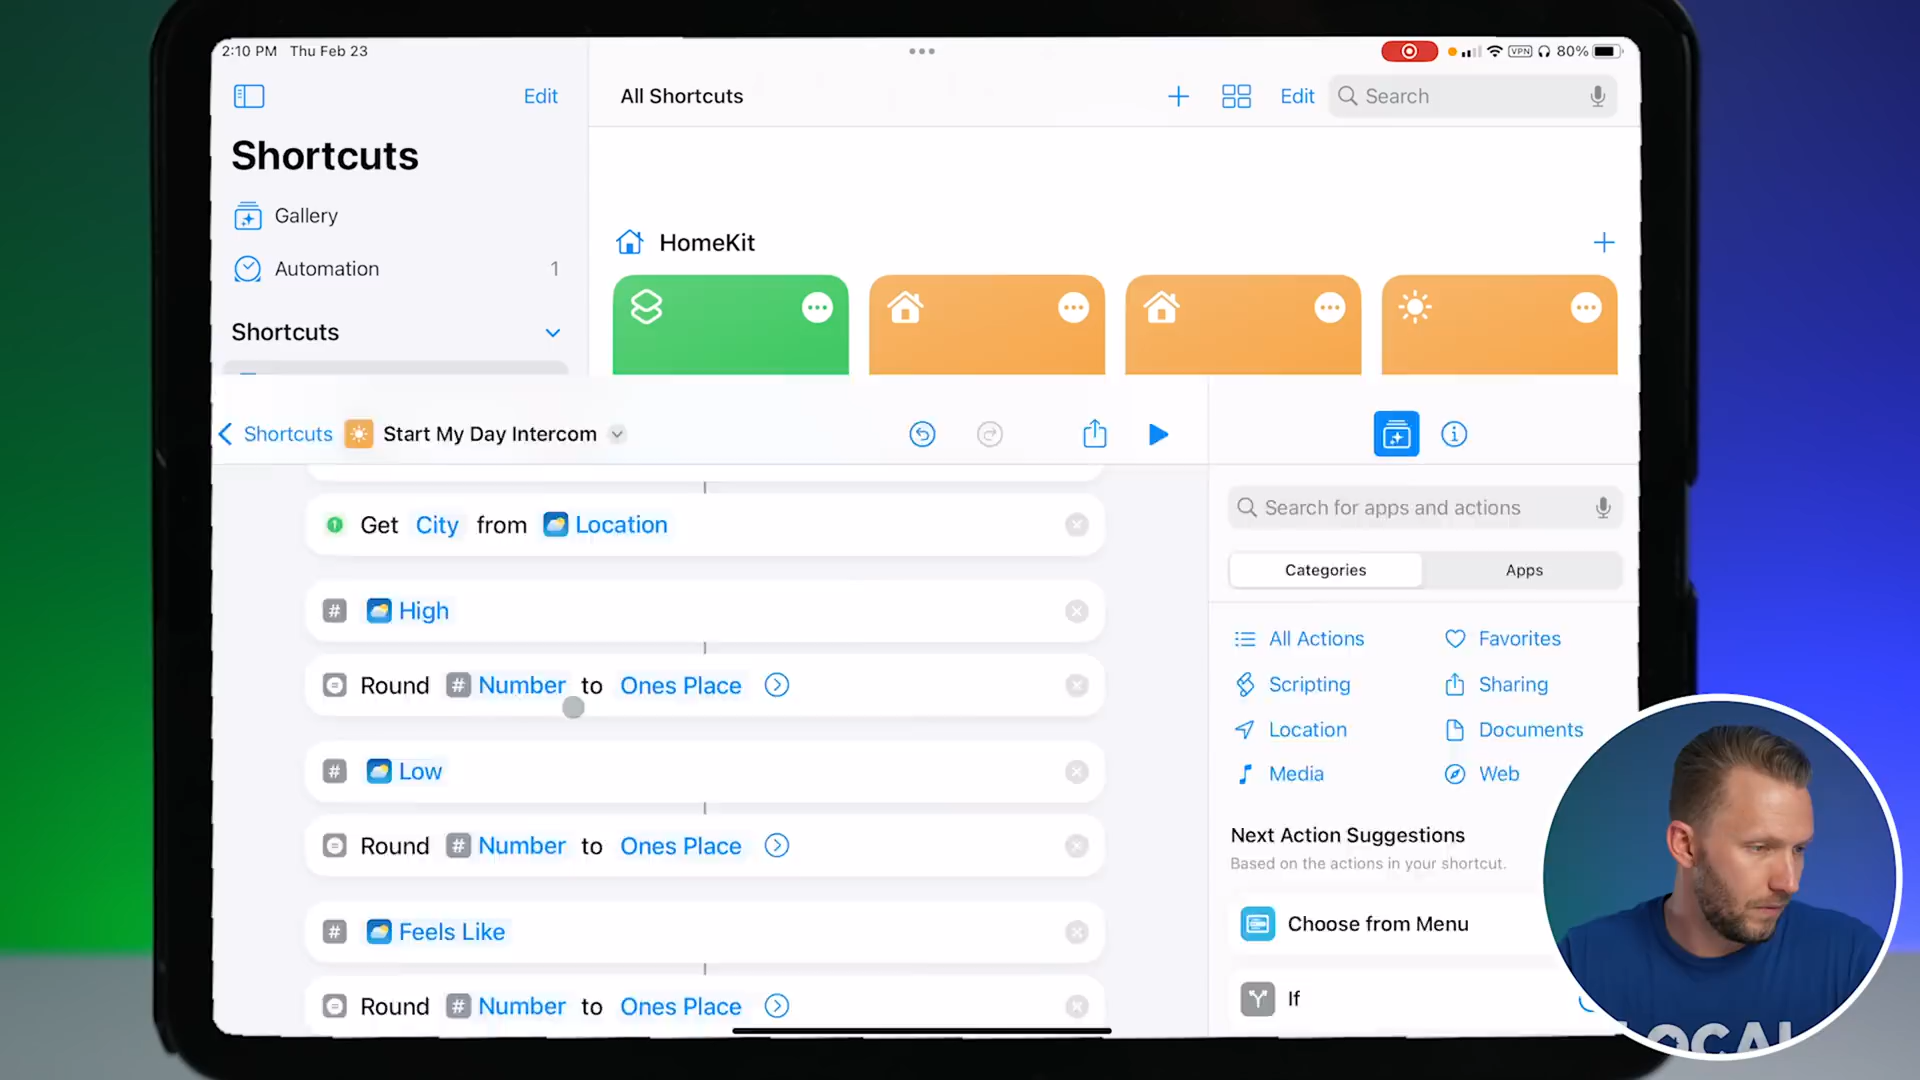 2:10 PM Thu Feb 23
VPN 80%
Edit
All Shortcuts
Edit
Search
Shortcuts
Gallery
Automation 1
Shortcuts
HomeKit
Shortcuts Start My Day Intercom
Get City from Location
# High
Round # Number to Ones Place
# Low
Round # Number to Ones Place
# Feels Like
Round # Number to Ones Place
Search for apps and actions
Categories Apps
All Actions Favorites
Scripting Sharing
Location Documents
Media Web
Next Action Suggestions
Based on the actions in your shortcut.
Choose from Menu
If
LOCAL